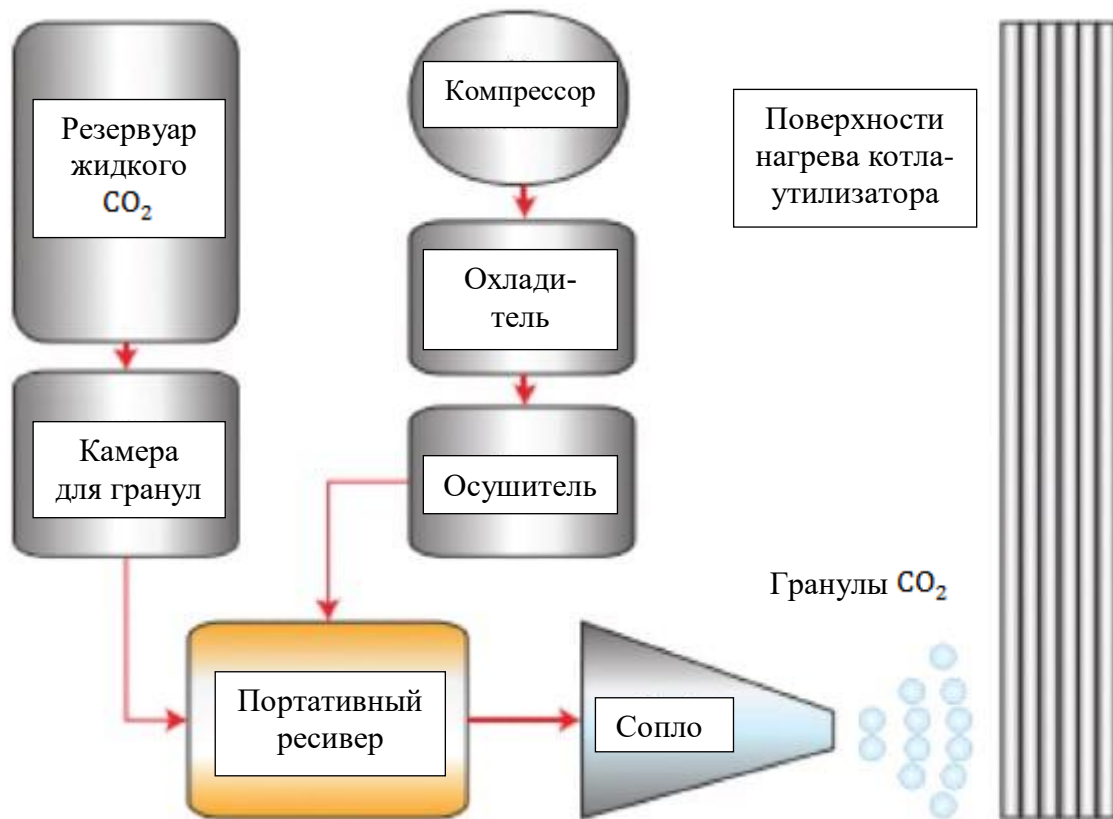 Резервуар
жидкого
CO₂
Компрессор
Поверхности
нагрева котла-
утилизатора
Охлади-
тель
Камера
для гранул
Осушитель
Гранулы CO₂
Портативный
ресивер
Сопло